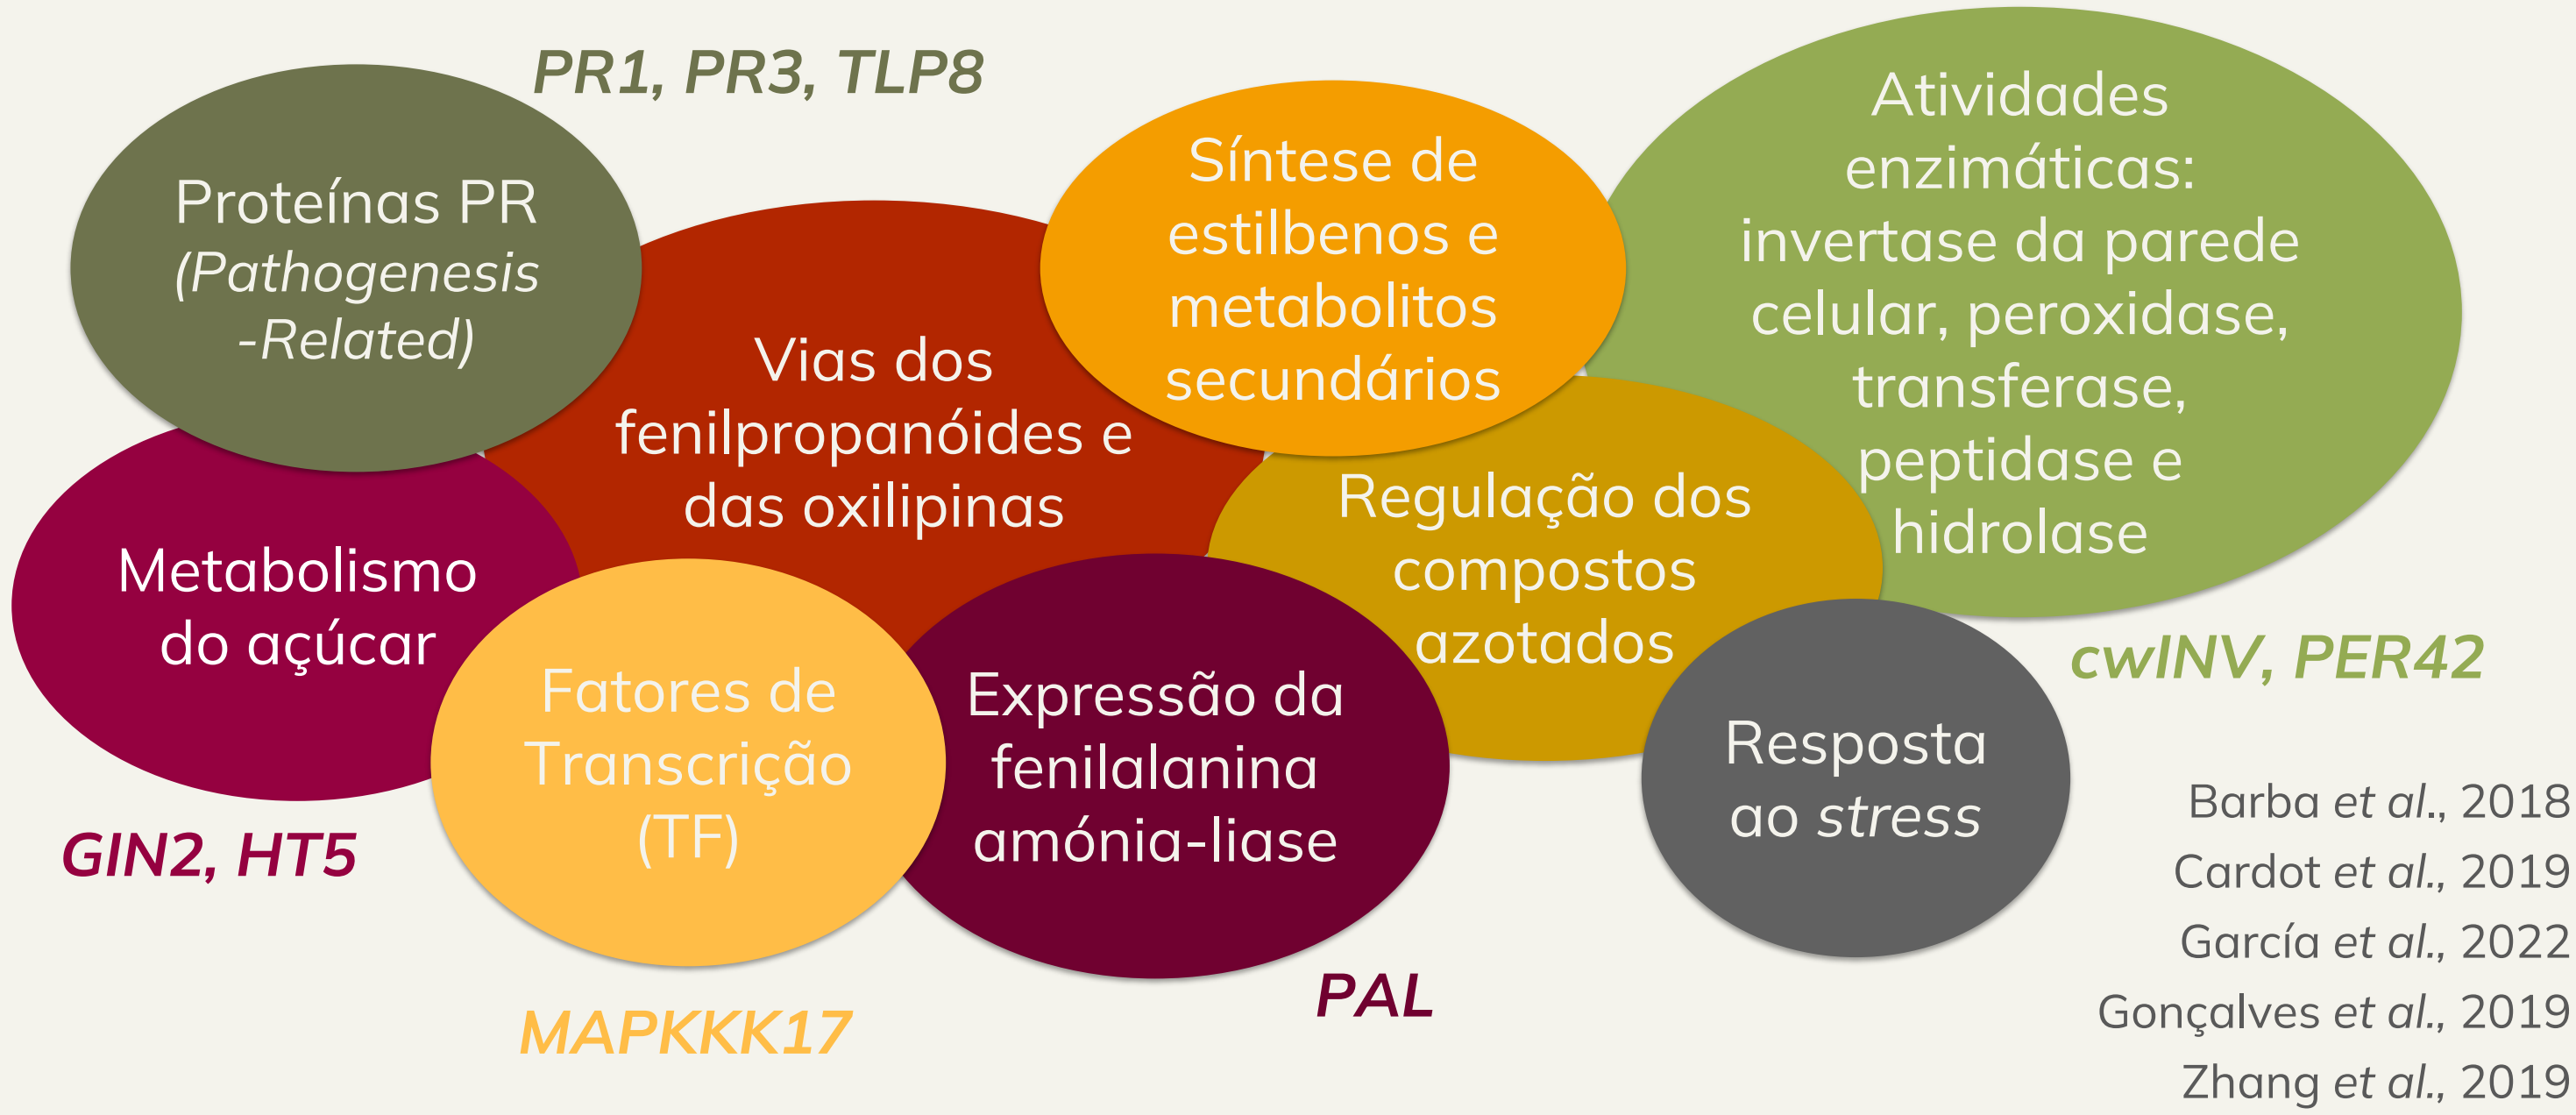 PR1, PR3, TLP8
Proteínas PR
(Pathogenesis
-Related)
Vias dos
fenilpropanóides e
das oxilipinas
Síntese de
estilbenos e
metabolitos
secundários
Atividades
enzimáticas:
invertase da parede
celular, peroxidase,
transferase,
peptidase e
hidrolase
Metabolismo
do açúcar
Fatores de
Transcrição
(TF)
Expressão da
fenilalanina
amónia-liase
Regulação dos
compostos
azotados
Resposta
ao stress
cwINV, PER42
GIN2, HT5
MAPKKK17
PAL
Barba et al., 2018
Cardot et al., 2019
García et al., 2022
Gonçalves et al., 2019
Zhang et al., 2019